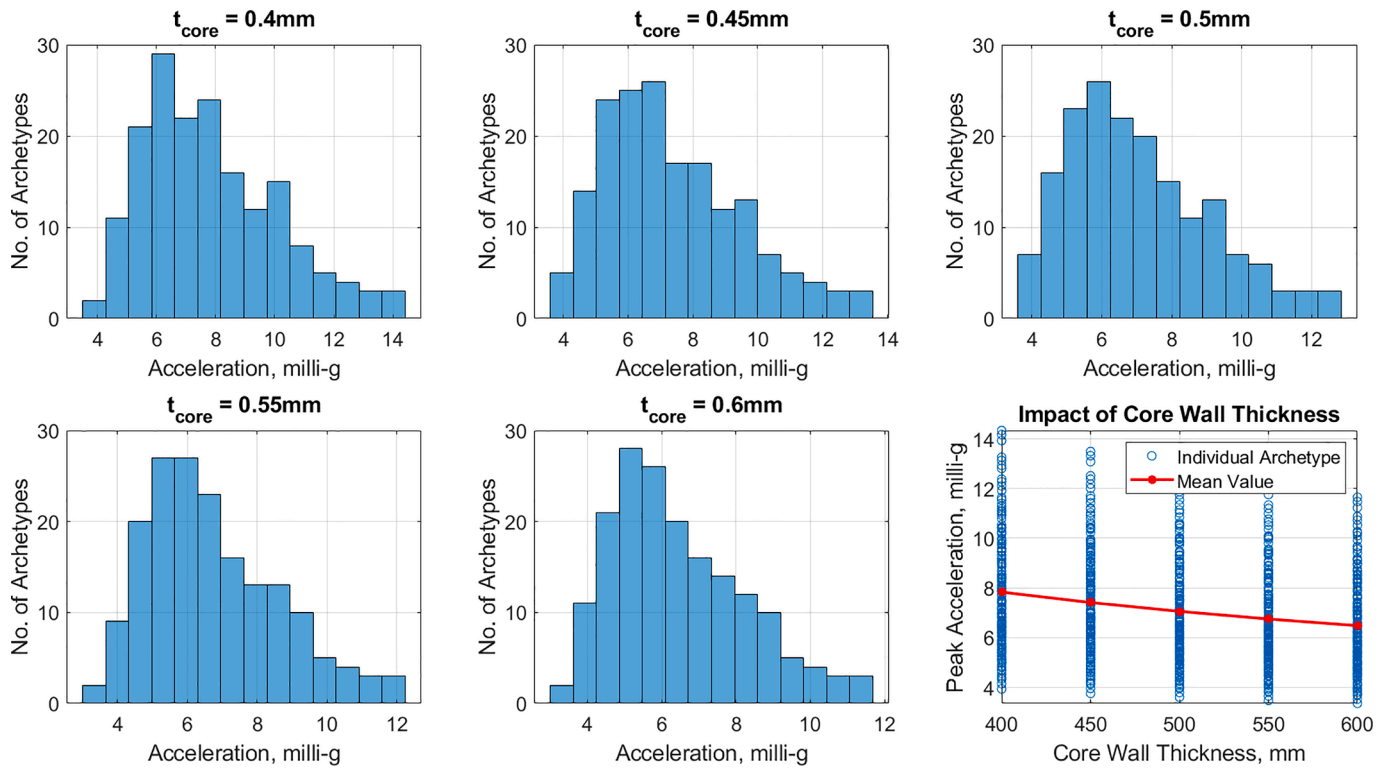 t_core = 0.4mm
30
20
10
0
No. of Archetypes
4 6 8 10 12 14
Acceleration, milli-g
t_core = 0.45mm
30
20
10
0
No. of Archetypes
4 6 8 10 12 14
Acceleration, milli-g
t_core = 0.5mm
30
20
10
0
No. of Archetypes
4 6 8 10 12
Acceleration, milli-g
t_core = 0.55mm
30
20
10
0
No. of Archetypes
4 6 8 10 12
Acceleration, milli-g
t_core = 0.6mm
30
20
10
0
No. of Archetypes
4 6 8 10 12
Acceleration, milli-g
Impact of Core Wall Thickness
14
12
10
8
6
4
Peak Acceleration, milli-g
Individual Archetype
Mean Value
400 450 500 550 600
Core Wall Thickness, mm